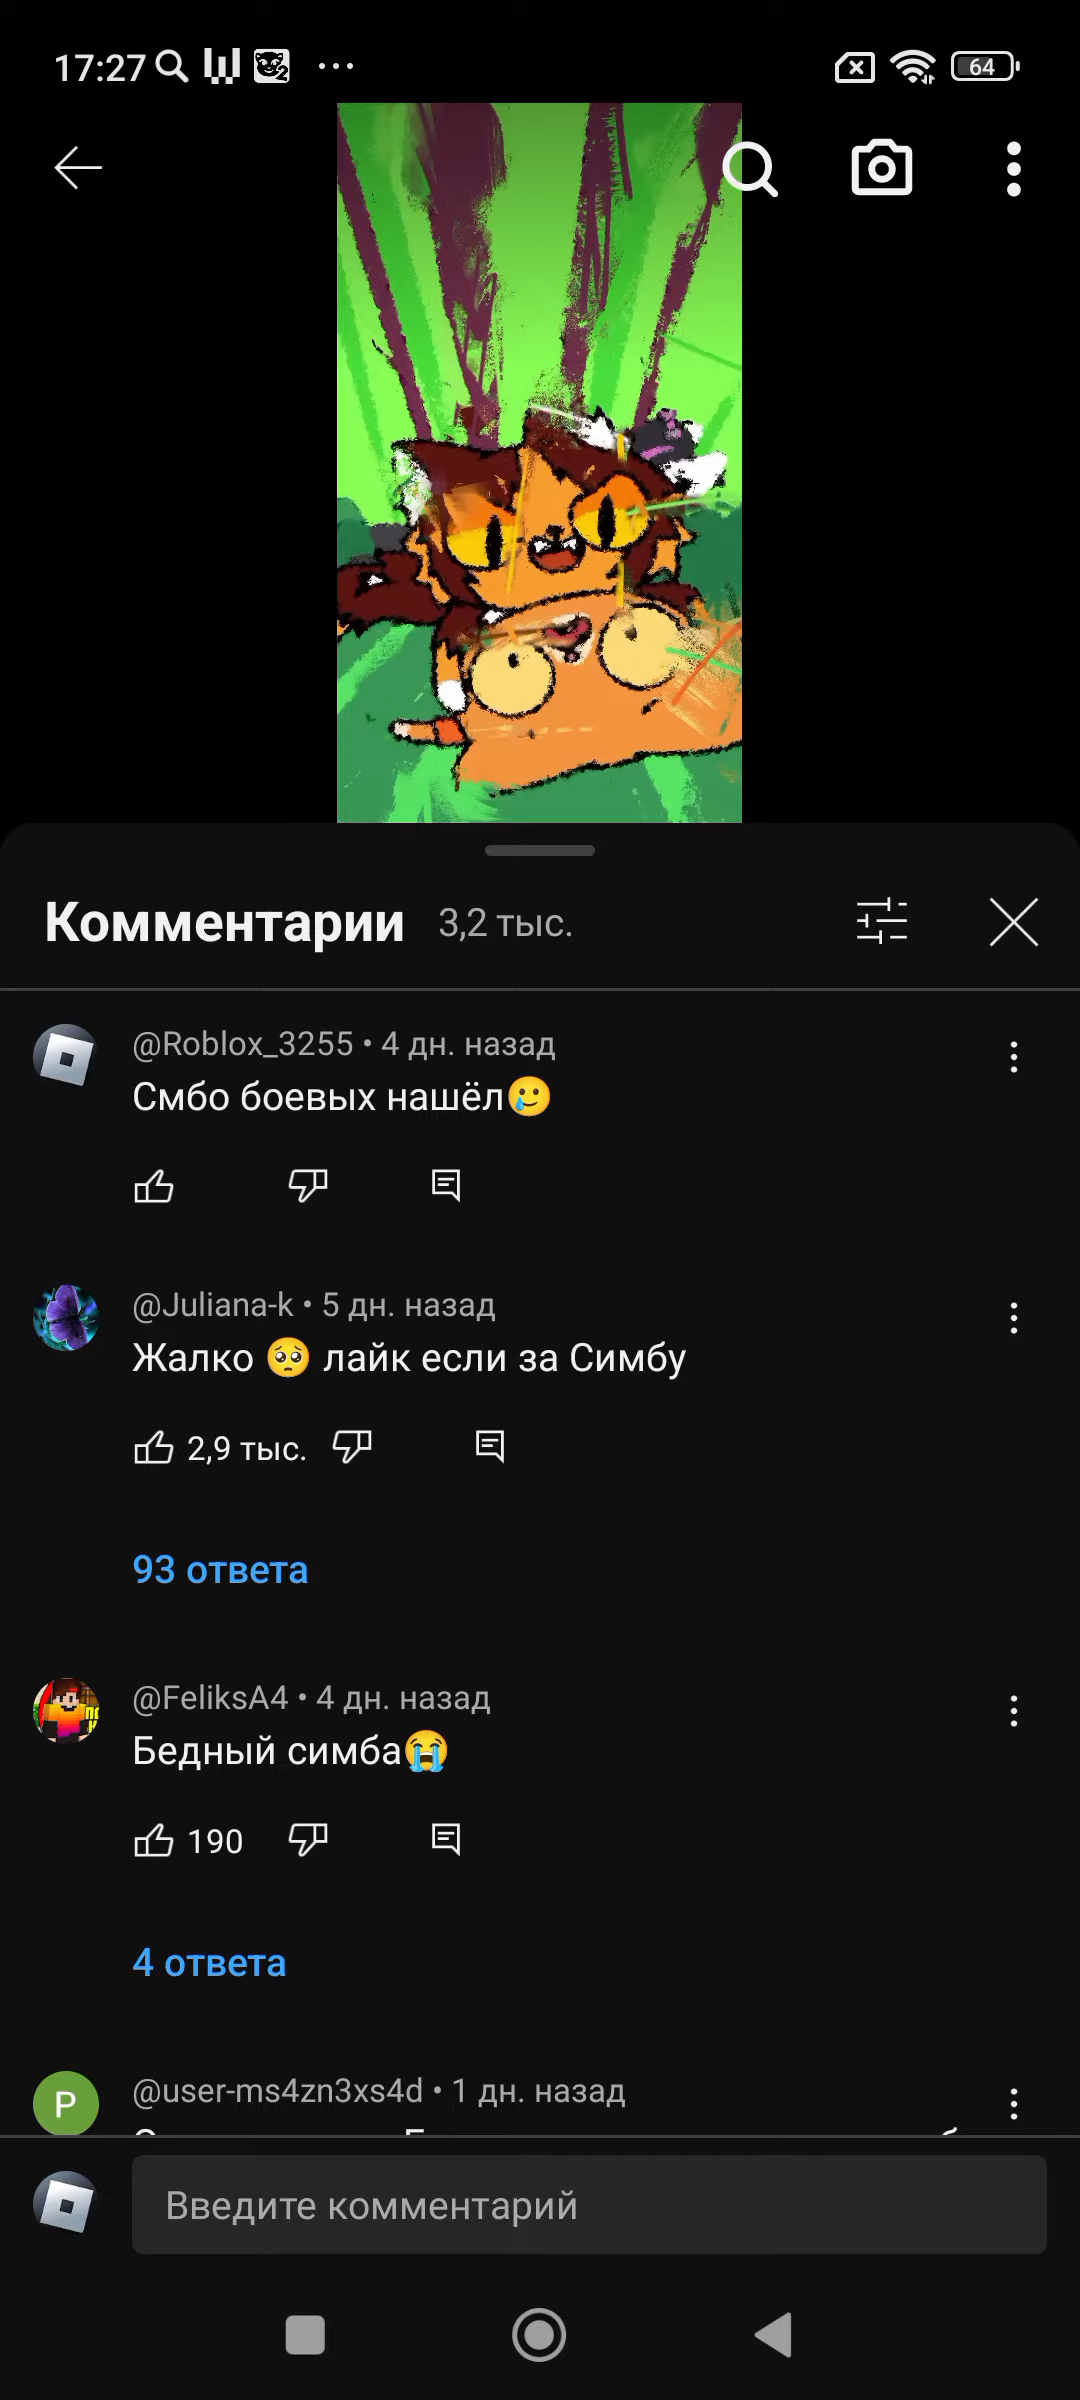 17:27
64
Комментарии 3,2 тыс.
@Roblox_3255 • 4 дн. назад
Смбо боевых нашёл🥲
@Juliana-k • 5 дн. назад
Жалко 🥺 лайк если за Симбу
2,9 тыс.
93 ответа
@FeliksA4 • 4 дн. назад
Бедный симба😭
190
4 ответа
P
@user-ms4zn3xs4d • 1 дн. назад
Введите комментарий